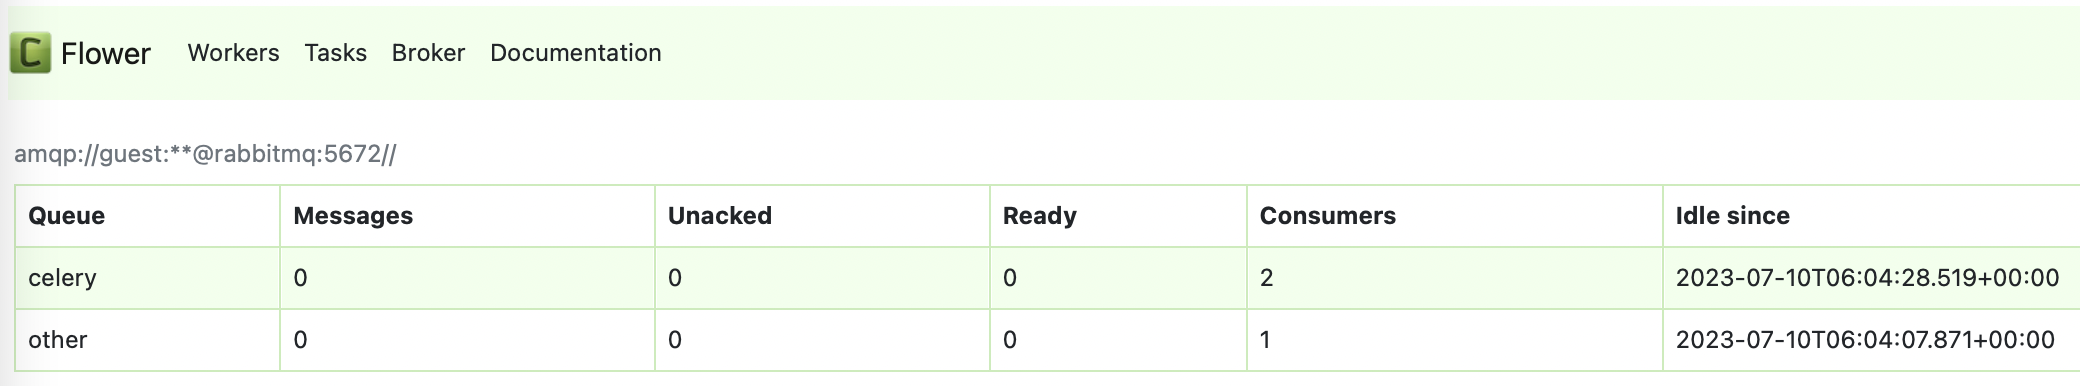 Flower Workers Tasks Broker Documentation
amqp://guest:**@rabbitmq:5672//
Queue Messages Unacked Ready Consumers Idle since
celery 0 0 0 2 2023-07-10T06:04:28.519+00:00
other 0 0 0 1 2023-07-10T06:04:07.871+00:00